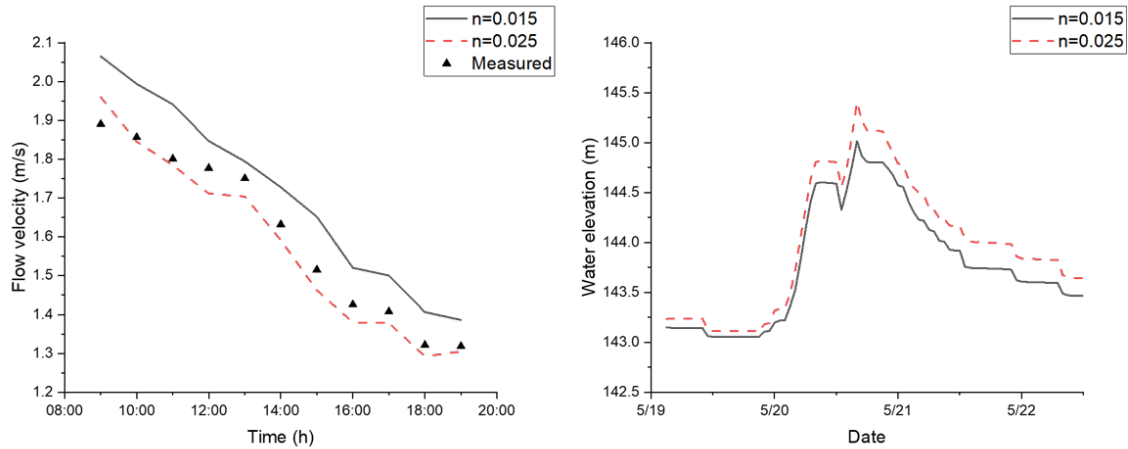 n=0.015
n=0.025
Measured
2.1
2.0
1.9
1.8
1.7
1.6
1.5
1.4
1.3
1.2
Flow velocity (m/s)
08:00 10:00 12:00 14:00 16:00 18:00 20:00
Time (h)
n=0.015
n=0.025
146.0
145.5
145.0
144.5
144.0
143.5
143.0
142.5
Water elevation (m)
5/19 5/20 5/21 5/22
Date